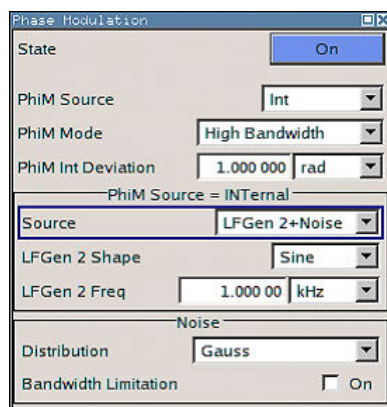 Phase Modulation
State On
PhiM Source Int
PhiM Mode High Bandwidth
PhiM Int Deviation 1.000 000 rad
PhiM Source = INTernal
Source LFGen 2+Noise
LFGen 2 Shape Sine
LFGen 2 Freq 1.000 00 kHz
Noise
Distribution Gauss
Bandwidth Limitation On